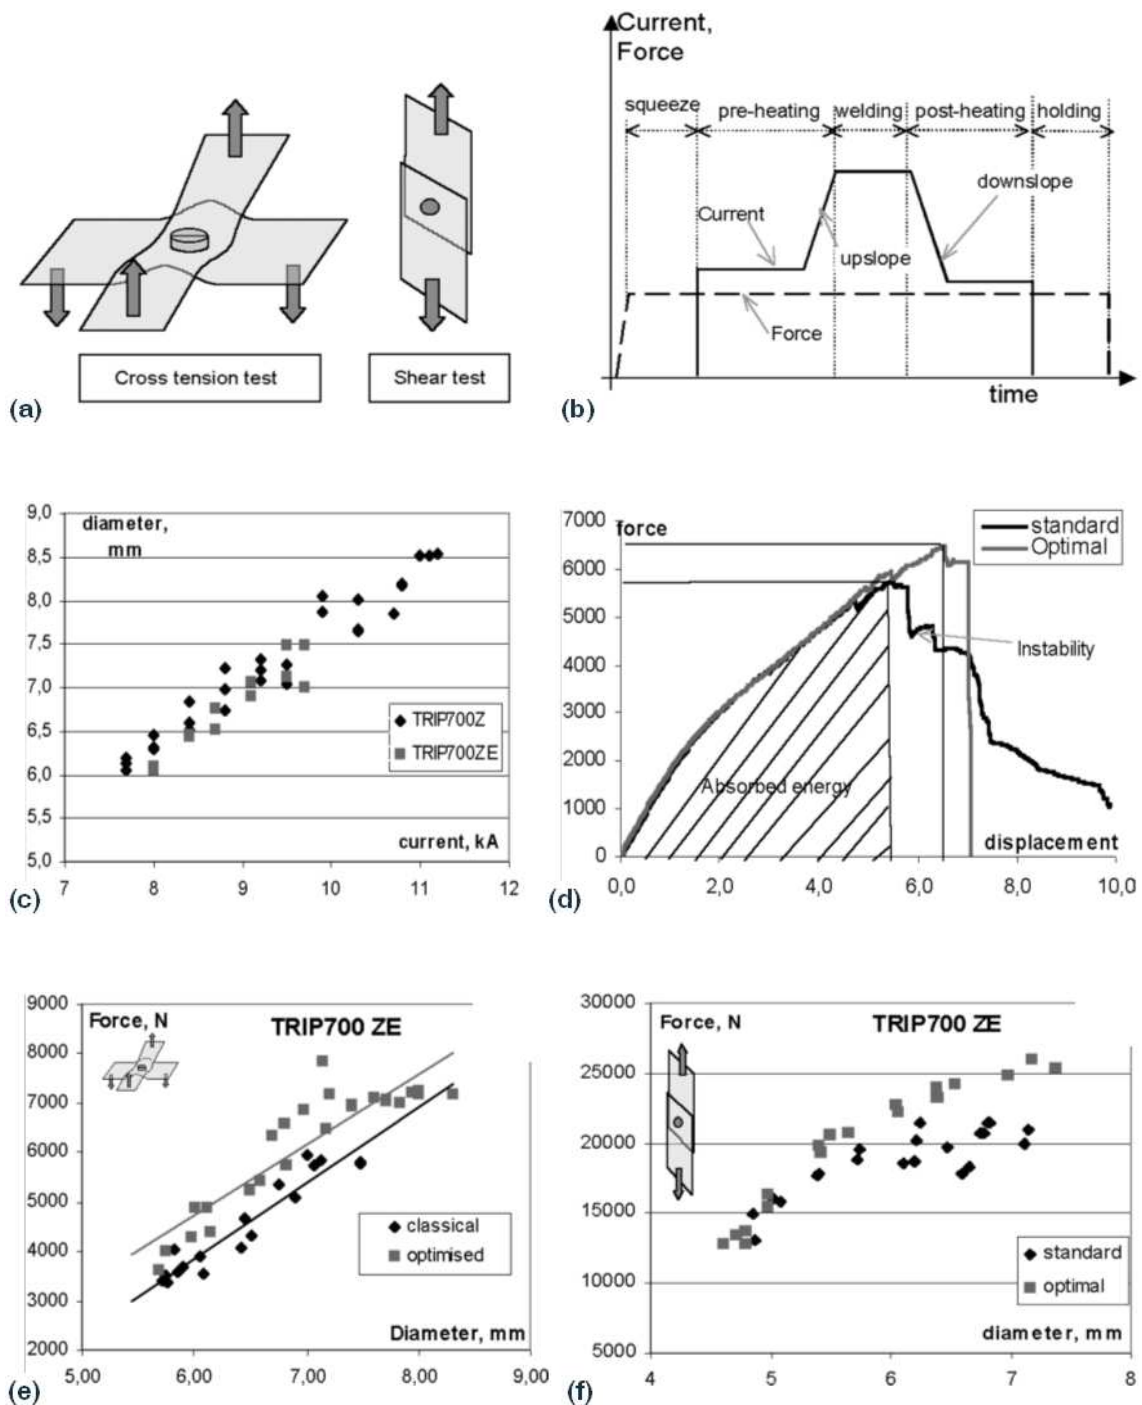 Cross tension test
Shear test
(a)
Current,
Force
squeeze
pre-heating
welding
post-heating
holding
downslope
Current
upslope
Force
time
(b)
9,0
8,5
8,0
7,5
7,0
6,5
6,0
5,5
5,0
diameter,
mm
TRIP700Z
TRIP700ZE
current, kA
7 8 9 10 11 12
(c)
7000
6000
5000
4000
3000
2000
1000
0
force
standard
Optimal
Instability
Absorbed energy
displacement
0,0 2,0 4,0 6,0 8,0 10,0
(d)
9000
8000
7000
6000
5000
4000
3000
2000
Force, N
TRIP700 ZE
classical
optimised
Diameter, mm
5,00 6,00 7,00 8,00 9,00
(e)
30000
25000
20000
15000
10000
5000
Force, N
TRIP700 ZE
standard
optimal
diameter, mm
4 5 6 7 8
(f)